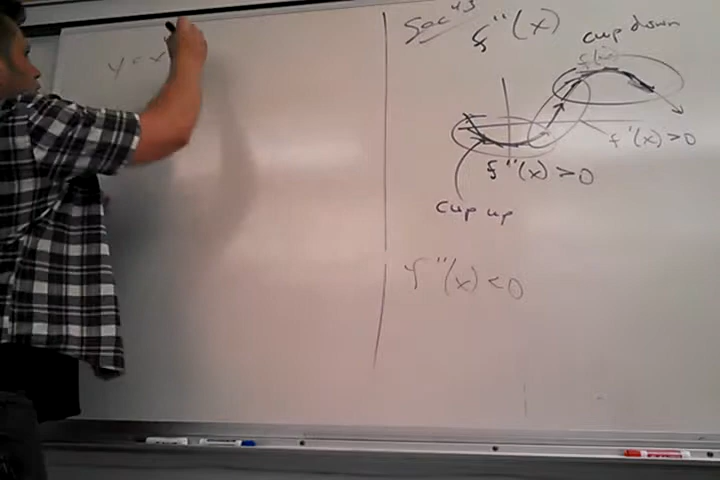 y = x
Sec 4.3
f"(x)
cup down
f(x)
f'(x) > 0
f"(x) > 0
cup up
f"(x) < 0